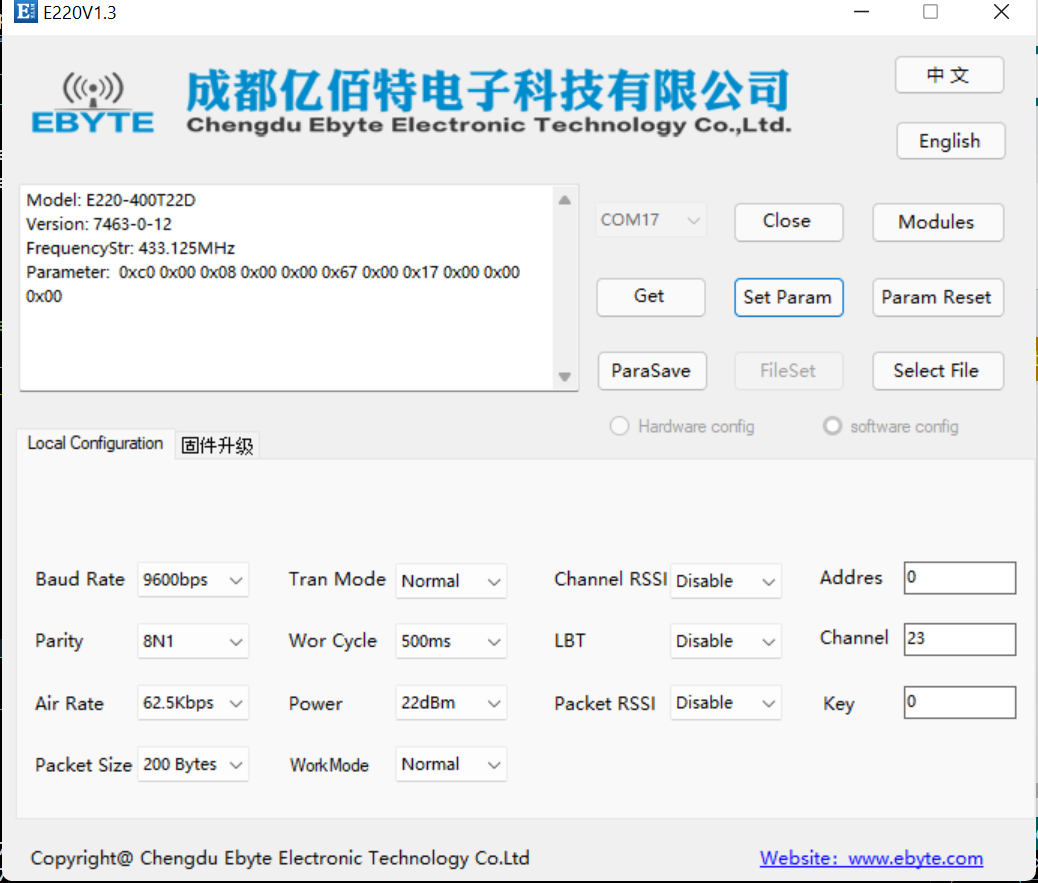 E220V1.3
EBYTE
成都亿佰特电子科技有限公司
Chengdu Ebyte Electronic Technology Co.,Ltd.
中文
English
Model: E220-400T22D
Version: 7463-0-12
FrequencyStr: 433.125MHz
Parameter: 0xc0 0x00 0x08 0x00 0x00 0x67 0x00 0x17 0x00 0x00
0x00
COM17 Close Modules
Get Set Param Param Reset
ParaSave FileSet Select File
Hardware config software config
Local Configuration 固件升级
Baud Rate 9600bps Tran Mode Normal Channel RSSI Disable Addres 0
Parity 8N1 Wor Cycle 500ms LBT Disable Channel 23
Air Rate 62.5Kbps Power 22dBm Packet RSSI Disable Key 0
Packet Size 200 Bytes WorkMode Normal
Copyright@ Chengdu Ebyte Electronic Technology Co.Ltd Website: www.ebyte.com